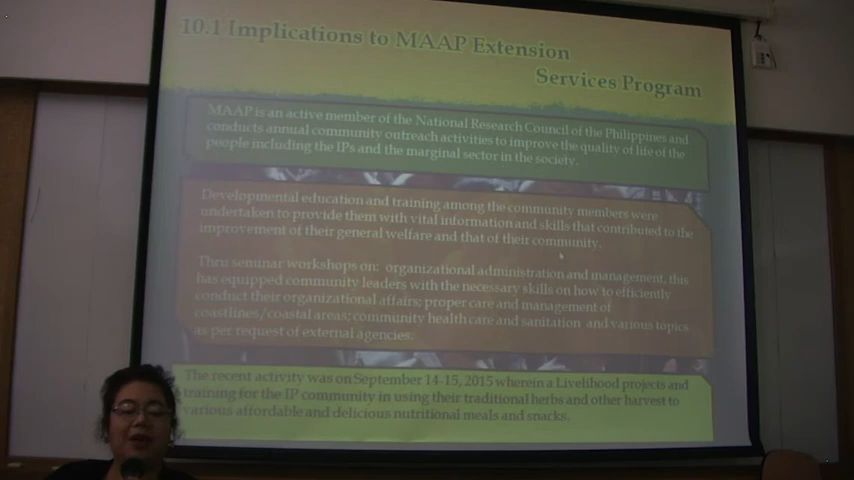 10.1 Implications to MAAP Extension
Services Program
MAAP is an active member of the National Research Council of the Philippines and
conducts annual community outreach activities to improve the quality of life of the
people including the IPs and the marginal sector in the society.
Developmental education and training among the community members were
undertaken to provide them with vital information and skills that contributed to the
improvement of their general welfare and that of their community.
Thru seminar workshops on: organizational administration and management, this
has equipped community leaders with the necessary skills on how to efficiently
conduct their organizational affairs; proper care and management of
coastlines/coastal areas; community health care and sanitation and various topics
as per request of external agencies.
The recent activity was on September 14-15, 2015 wherein a Livelihood projects and
training for the IP community in using their traditional herbs and other harvest to
various affordable and delicious nutritional meals and snacks.